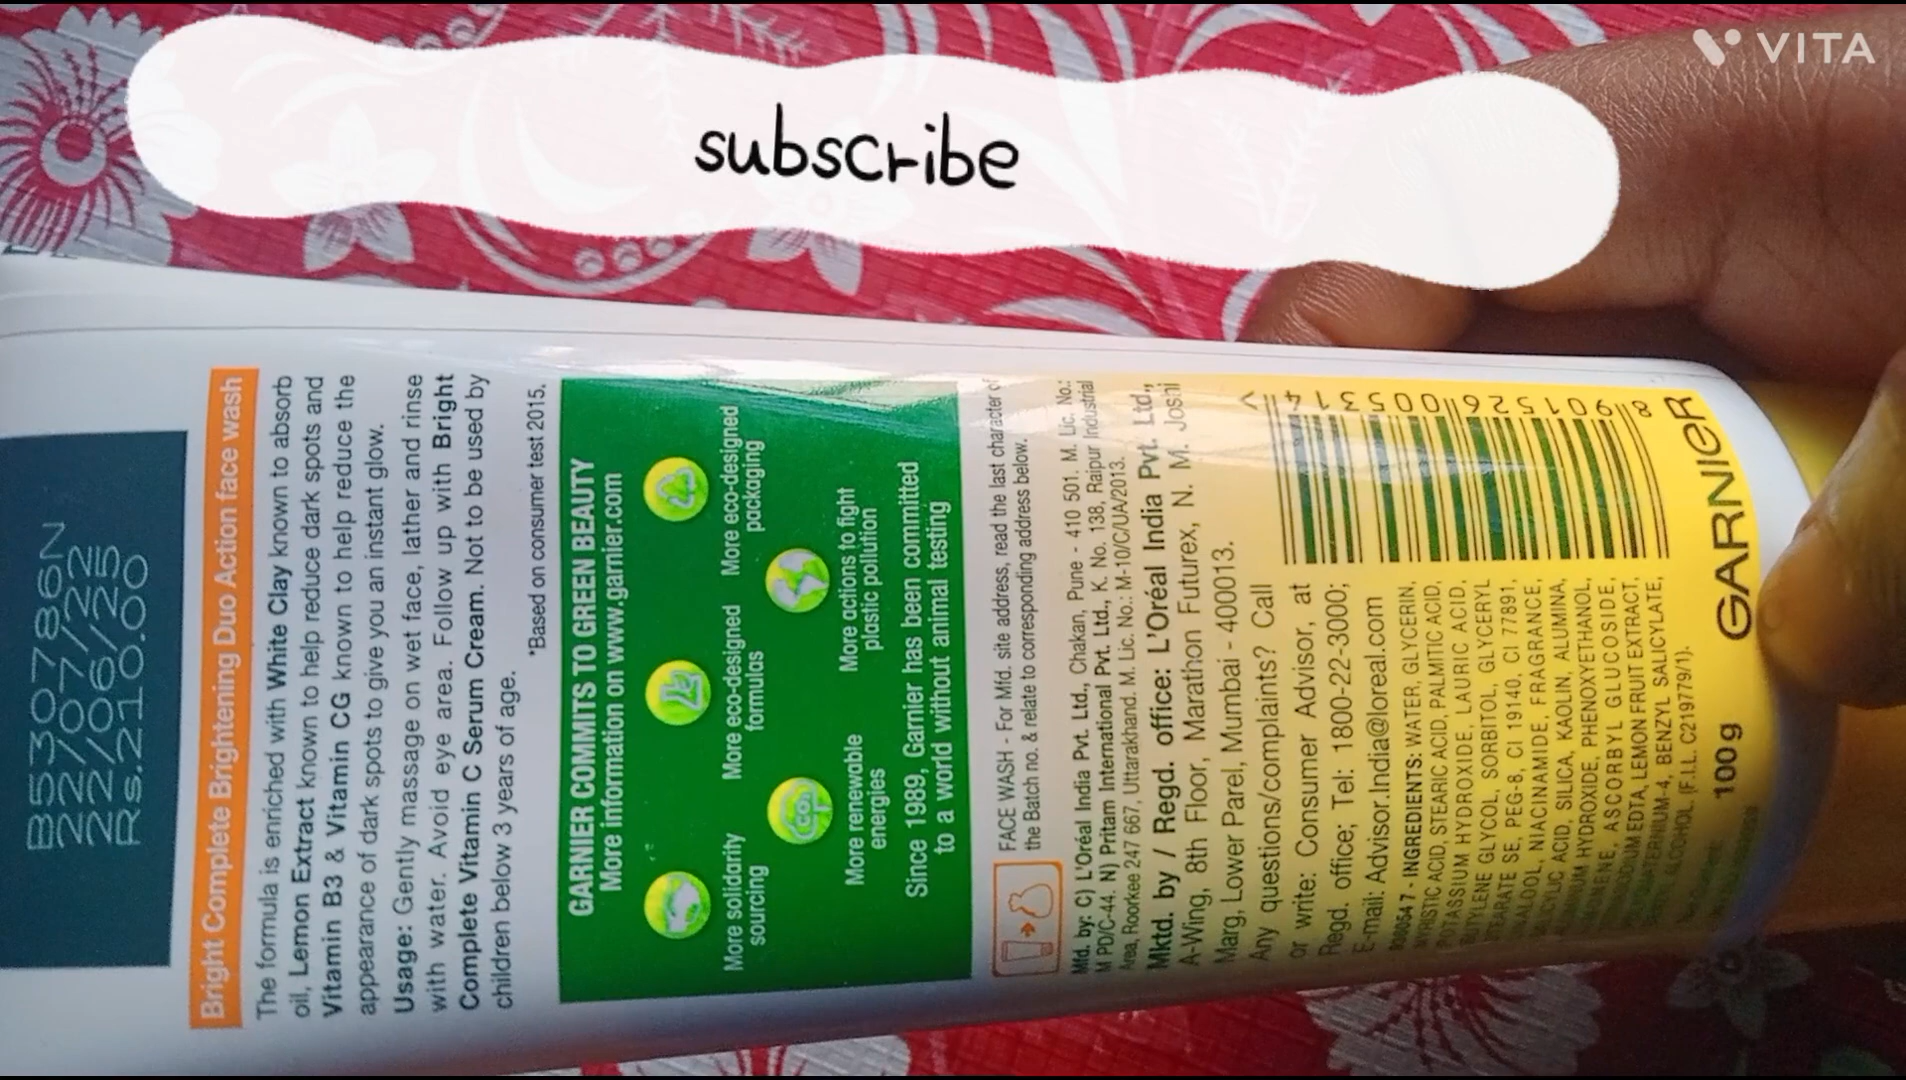 subscribe
VITA
B530786N
22/07/22
22/06/25
Rs.210.00
Bright Complete Brightening Duo Action face wash
The formula is enriched with White Clay known to absorb
oil, Lemon Extract known to help reduce dark spots and
Vitamin B3 & Vitamin CG known to help reduce the
appearance of dark spots to give you an instant glow.
Usage: Gently massage on wet face, lather and rinse
with water. Avoid eye area. Follow up with Bright
Complete Vitamin C Serum Cream. Not to be used by
children below 3 years of age.
*Based on consumer test 2015.
GARNIER COMMITS TO GREEN BEAUTY
More information on www.garnier.com
More solidarity
sourcing
More eco-designed
formulas
More eco-designed
packaging
CO2
More renewable
energies
More actions to fight
plastic pollution
Since 1989, Garnier has been committed
to a world without animal testing
FACE WASH - For Mfd. site address, read the last character of
the Batch no. & relate to corresponding address below.
Mfd. by: C) L'Oréal India Pvt. Ltd., Chakan, Pune - 410 501. M. Lic. No.:
M PD/C-44. N) Pritam International Pvt. Ltd., K. No. 138, Raipur Industrial
Area, Roorkee 247 667, Uttarakhand. M. Lic. No.: M-10/C/UA/2013.
Mktd. by / Regd. office: L'Oréal India Pvt. Ltd.,
A-Wing, 8th Floor, Marathon Futurex, N. M. Joshi
Marg, Lower Parel, Mumbai - 400013.
Any questions/complaints? Call
or write: Consumer Advisor, at
Regd. office; Tel: 1800-22-3000;
E-mail: Advisor.India@loreal.com
INGREDIENTS: WATER, GLYCERIN,
MYRISTIC ACID, STEARIC ACID, PALMITIC ACID,
POTASSIUM HYDROXIDE, LAURIC ACID,
BUTYLENE GLYCOL, SORBITOL, GLYCERYL
STEARATE SE, PEG-8, CI 19140, CI 77891,
LINALOOL, NIACINAMIDE, FRAGRANCE,
SALICYLIC ACID, SILICA, KAOLIN, ALUMINA,
HYDROXIDE, PHENOXYETHANOL,
ASCORBYL GLUCOSIDE,
EDTA, LEMON FRUIT EXTRACT,
BENZYL SALICYLATE,
ALCOHOL. (F.I.L. C219779/1).
8 901526 005314 >
100 g GARNIER